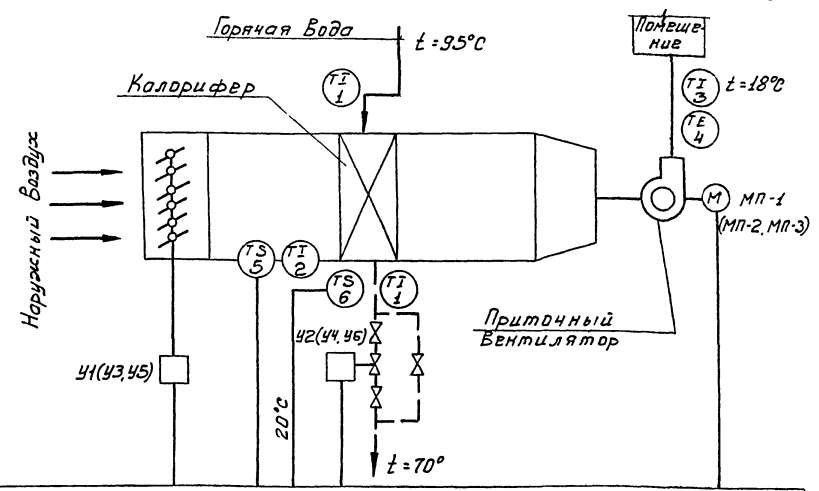 Горячая Вода
t=95°C
Помеще-
ние
TI
1
TI
3
t=18°C
TE
4
Калорифер
Наружный Воздух
M
МП-1
(МП-2, МП-3)
TS
5
TI
2
TS
6
TI
1
Приточный
вентилятор
У1(У3,У5)
У2(У4,У6)
20°C
t=70°